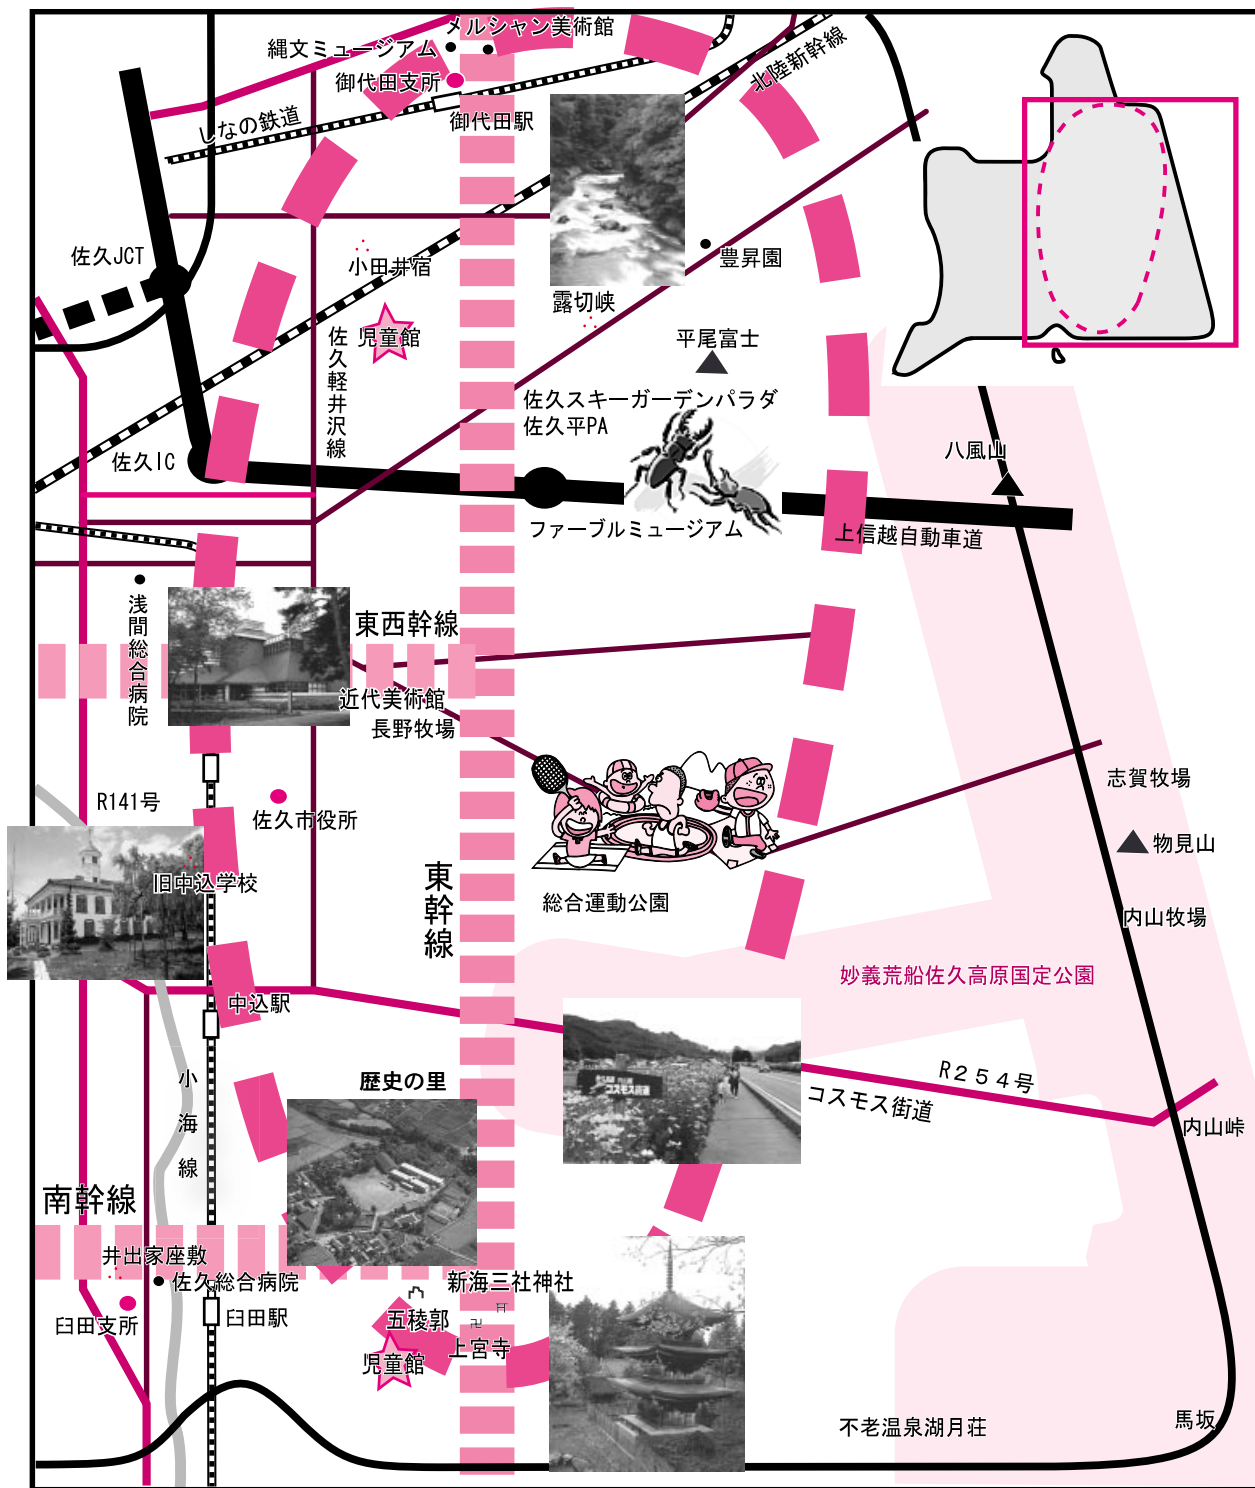 メルシャン美術館
縄文ミュージアム
御代田支所
北陸新幹線
しなの鉄道
御代田駅
佐久JCT
小田井宿
豊昇園
露切峡
児童館
佐久軽井沢線
平尾富士
佐久スキーガーデンパラダ
佐久平PA
佐久IC
八風山
ファーブルミュージアム
上信越自動車道
浅間総合病院
東西幹線
近代美術館
長野牧場
志賀牧場
R141号
佐久市役所
物見山
旧中込学校
東幹線
総合運動公園
内山牧場
妙義荒船佐久高原国定公園
中込駅
小海線
歴史の里
コスモス街道
R254号
コスモス街道
内山峠
南幹線
井出家座敷
佐久総合病院
新海三社神社
臼田支所
臼田駅
五稜郭
上宮寺
児童館
不老温泉湖月荘
馬坂